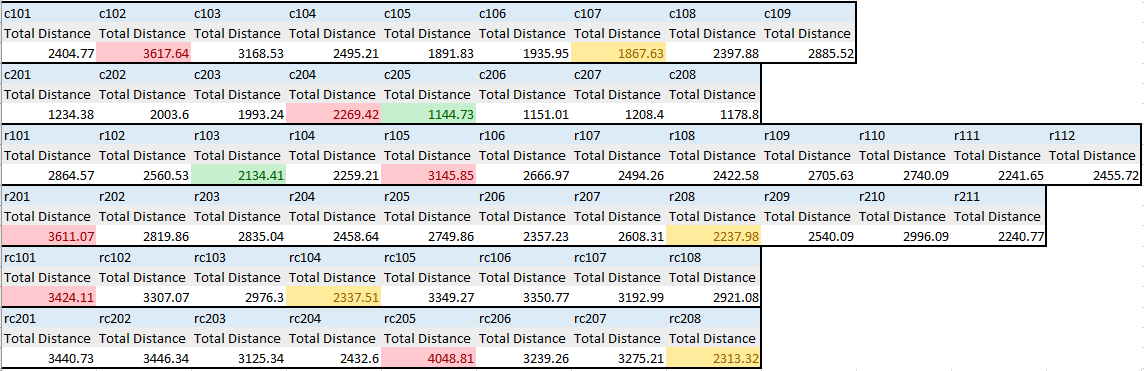 c101 c102 c103 c104 c105 c106 c107 c108 c109
Total Distance Total Distance Total Distance Total Distance Total Distance Total Distance Total Distance Total Distance Total Distance
2404.77 3617.64 3168.53 2495.21 1891.83 1935.95 1867.63 2397.88 2885.52
c201 c202 c203 c204 c205 c206 c207 c208
Total Distance Total Distance Total Distance Total Distance Total Distance Total Distance Total Distance Total Distance
1234.38 2003.6 1993.24 2269.42 1144.73 1151.01 1208.4 1178.8
r101 r102 r103 r104 r105 r106 r107 r108 r109 r110 r111 r112
Total Distance Total Distance Total Distance Total Distance Total Distance Total Distance Total Distance Total Distance Total Distance Total Distance Total Distance Total Distance
2864.57 2560.53 2134.41 2259.21 3145.85 2666.97 2494.26 2422.58 2705.63 2740.09 2241.65 2455.72
r201 r202 r203 r204 r205 r206 r207 r208 r209 r210 r211
Total Distance Total Distance Total Distance Total Distance Total Distance Total Distance Total Distance Total Distance Total Distance Total Distance Total Distance
3611.07 2819.86 2835.04 2458.64 2749.86 2357.23 2608.31 2237.98 2540.09 2996.09 2240.77
rc101 rc102 rc103 rc104 rc105 rc106 rc107 rc108
Total Distance Total Distance Total Distance Total Distance Total Distance Total Distance Total Distance Total Distance
3424.11 3307.07 2976.3 2337.51 3349.27 3350.77 3192.99 2921.08
rc201 rc202 rc203 rc204 rc205 rc206 rc207 rc208
Total Distance Total Distance Total Distance Total Distance Total Distance Total Distance Total Distance Total Distance
3440.73 3446.34 3125.34 2432.6 4048.81 3239.26 3275.21 2313.32